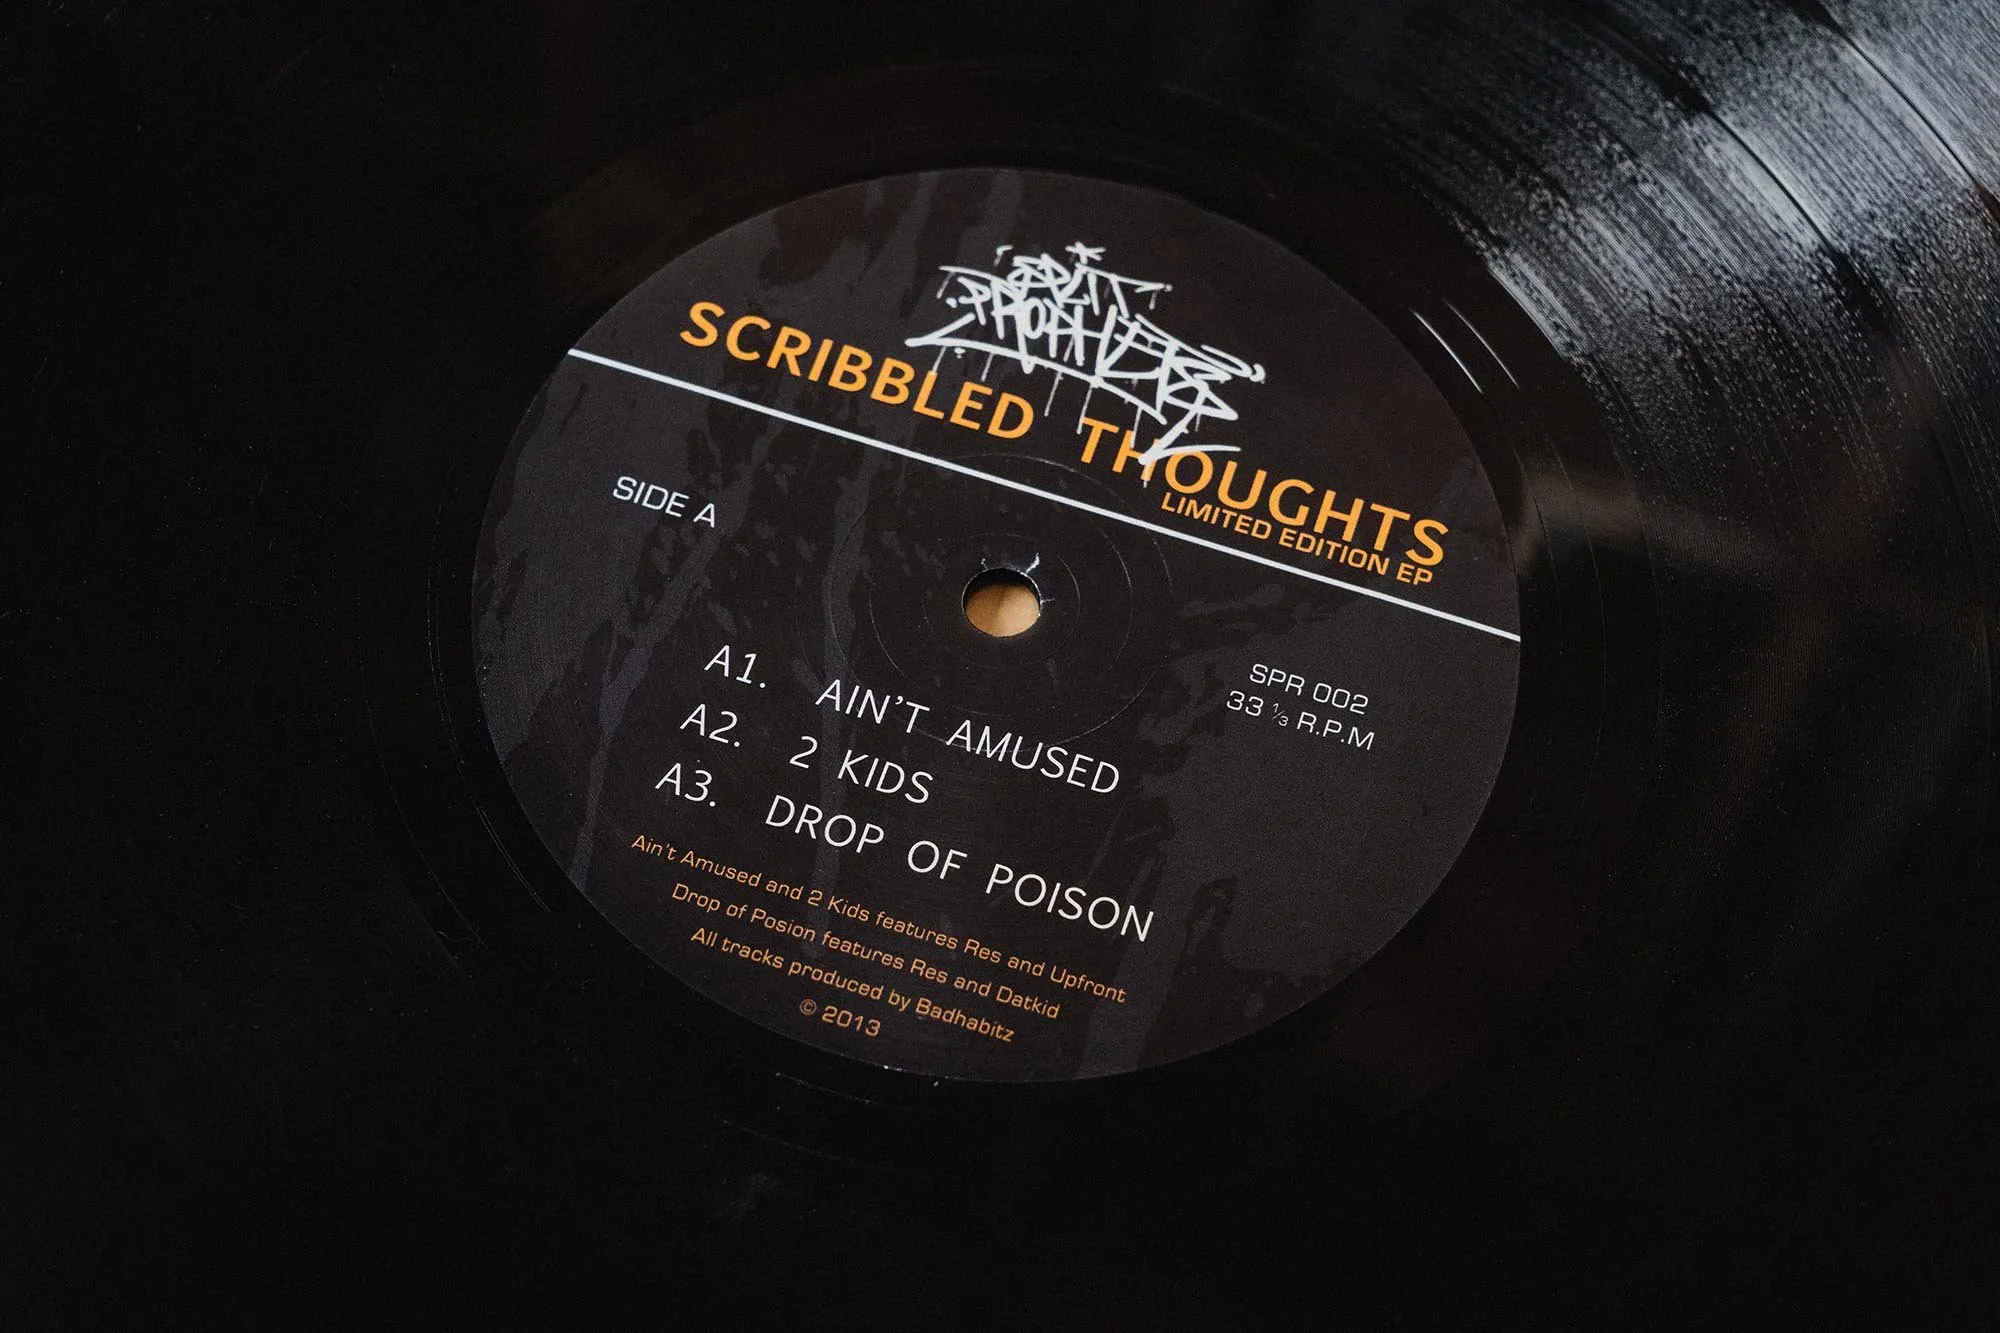 SPLIT
PROPHETS
SCRIBBLED THOUGHTS
LIMITED EDITION EP
SIDE A
SPR 002
33 ⅓ R.P.M
A1. AIN'T AMUSED
A2. 2 KIDS
A3. DROP OF POISON
Ain't Amused and 2 Kids features Res and Upfront
Drop of Posion features Res and Datkid
All tracks produced by Badhabitz
© 2013